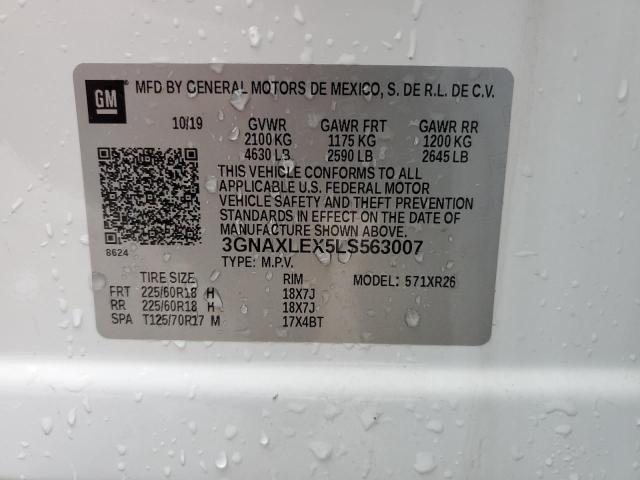 GM
MFD BY GENERAL MOTORS DE MEXICO, S. DE R.L. DE C.V.
10/19 GVWR GAWR FRT GAWR RR
2100 KG 1175 KG 1200 KG
4630 LB 2590 LB 2645 LB
THIS VEHICLE CONFORMS TO ALL
APPLICABLE U.S. FEDERAL MOTOR
VEHICLE SAFETY AND THEFT PREVENTION
STANDARDS IN EFFECT ON THE DATE OF
MANUFACTURE SHOWN ABOVE.
3GNAXLEX5LS563007
8624
TYPE: M.P.V. MODEL: 571XR26
TIRE SIZE RIM
FRT 225/60R18 H 18X7J
RR 225/60R18 H 18X7J
SPA T125/70R17 M 17X4BT